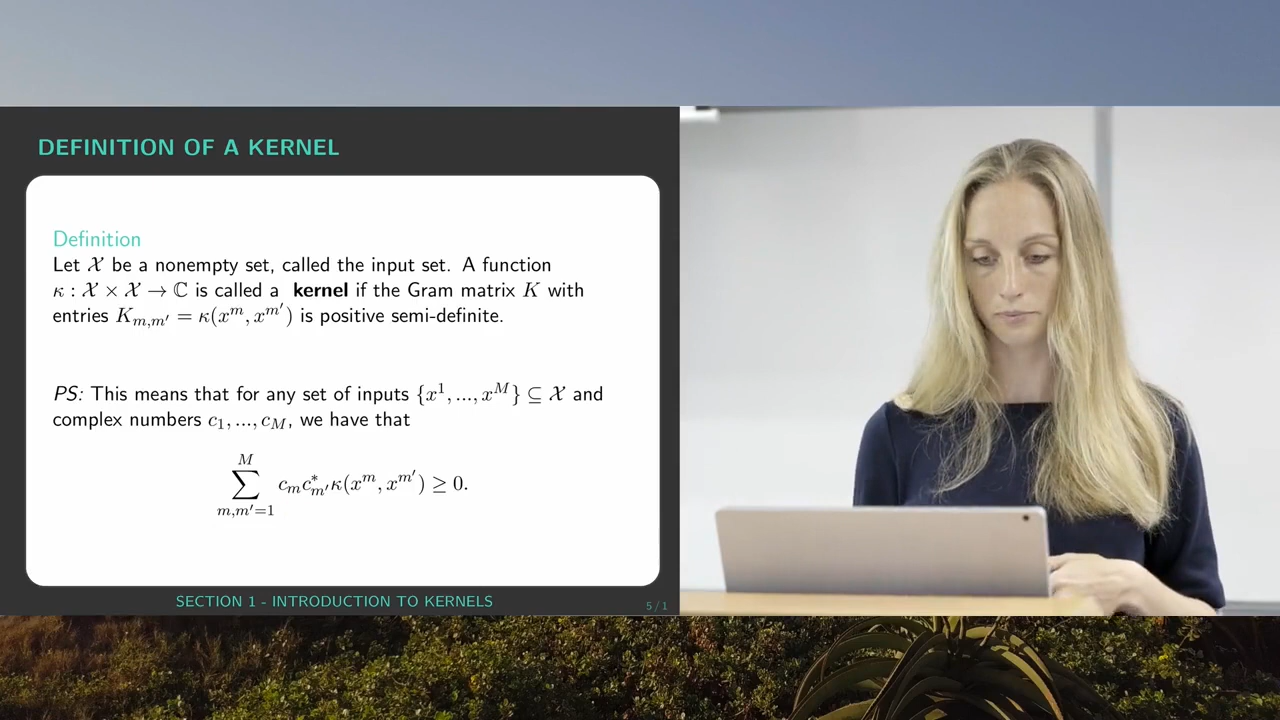 DEFINITION OF A KERNEL
Definition
Let 𝒳 be a nonempty set, called the input set. A function
κ : 𝒳 × 𝒳 → ℂ is called a kernel if the Gram matrix K with
entries K_{m,m′} = κ(x^m, x^{m′}) is positive semi-definite.
PS: This means that for any set of inputs {x^1, ..., x^M} ⊆ 𝒳 and
complex numbers c_1, ..., c_M, we have that
∑_{m,m′=1}^{M} c_m c^*_{m′} κ(x^m, x^{m′}) ≥ 0.
SECTION 1 - INTRODUCTION TO KERNELS
5 / 1